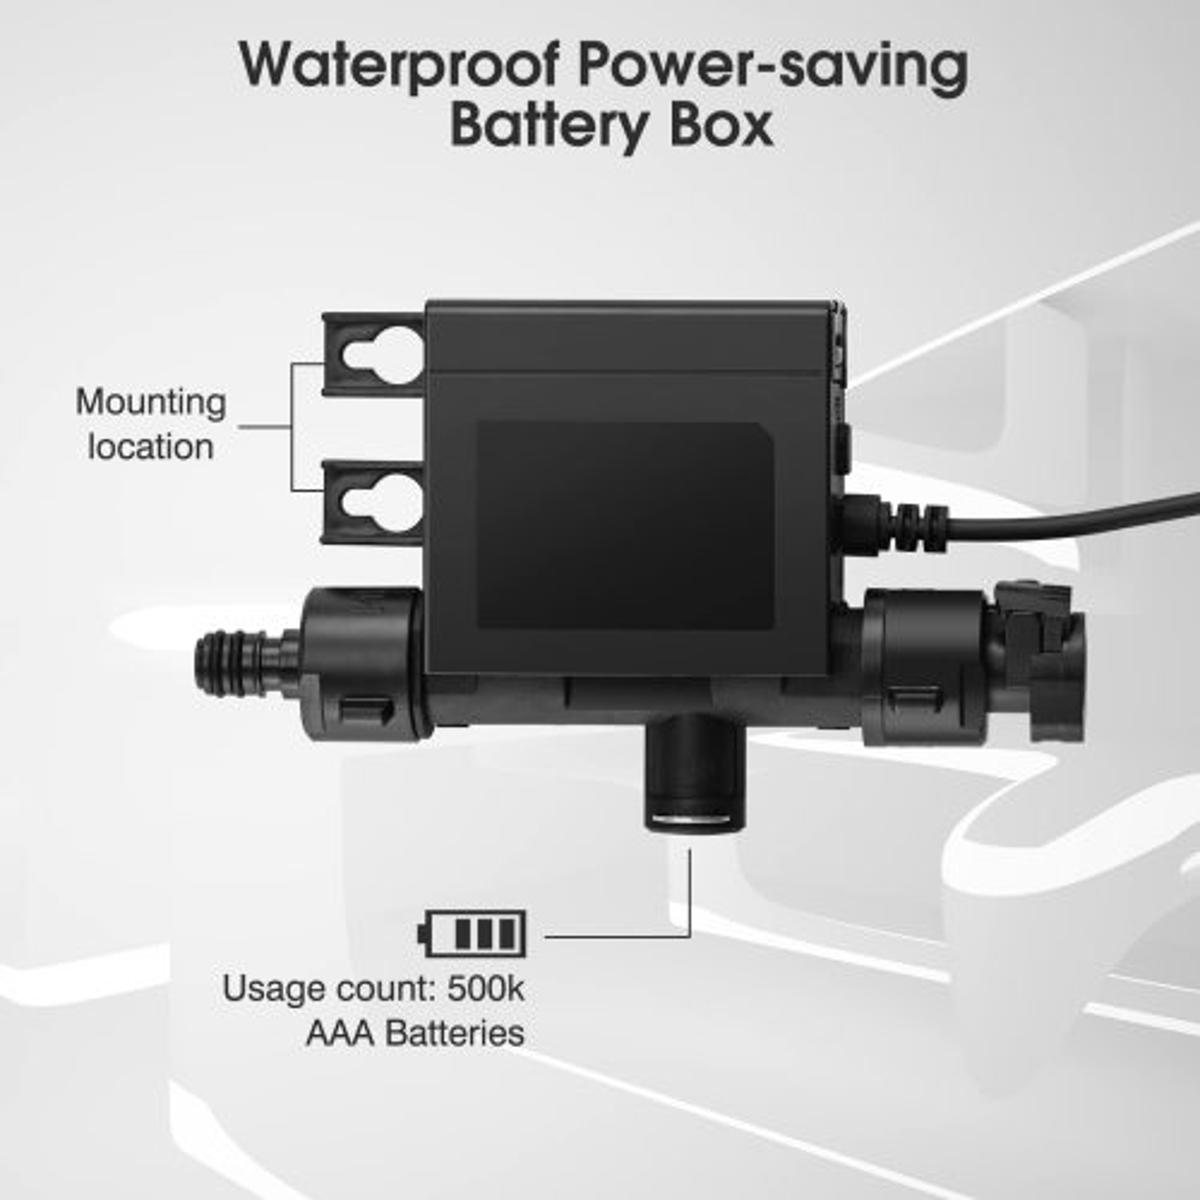 Waterproof Power-saving
Battery Box
Mounting
location
Usage count: 500k
AAA Batteries